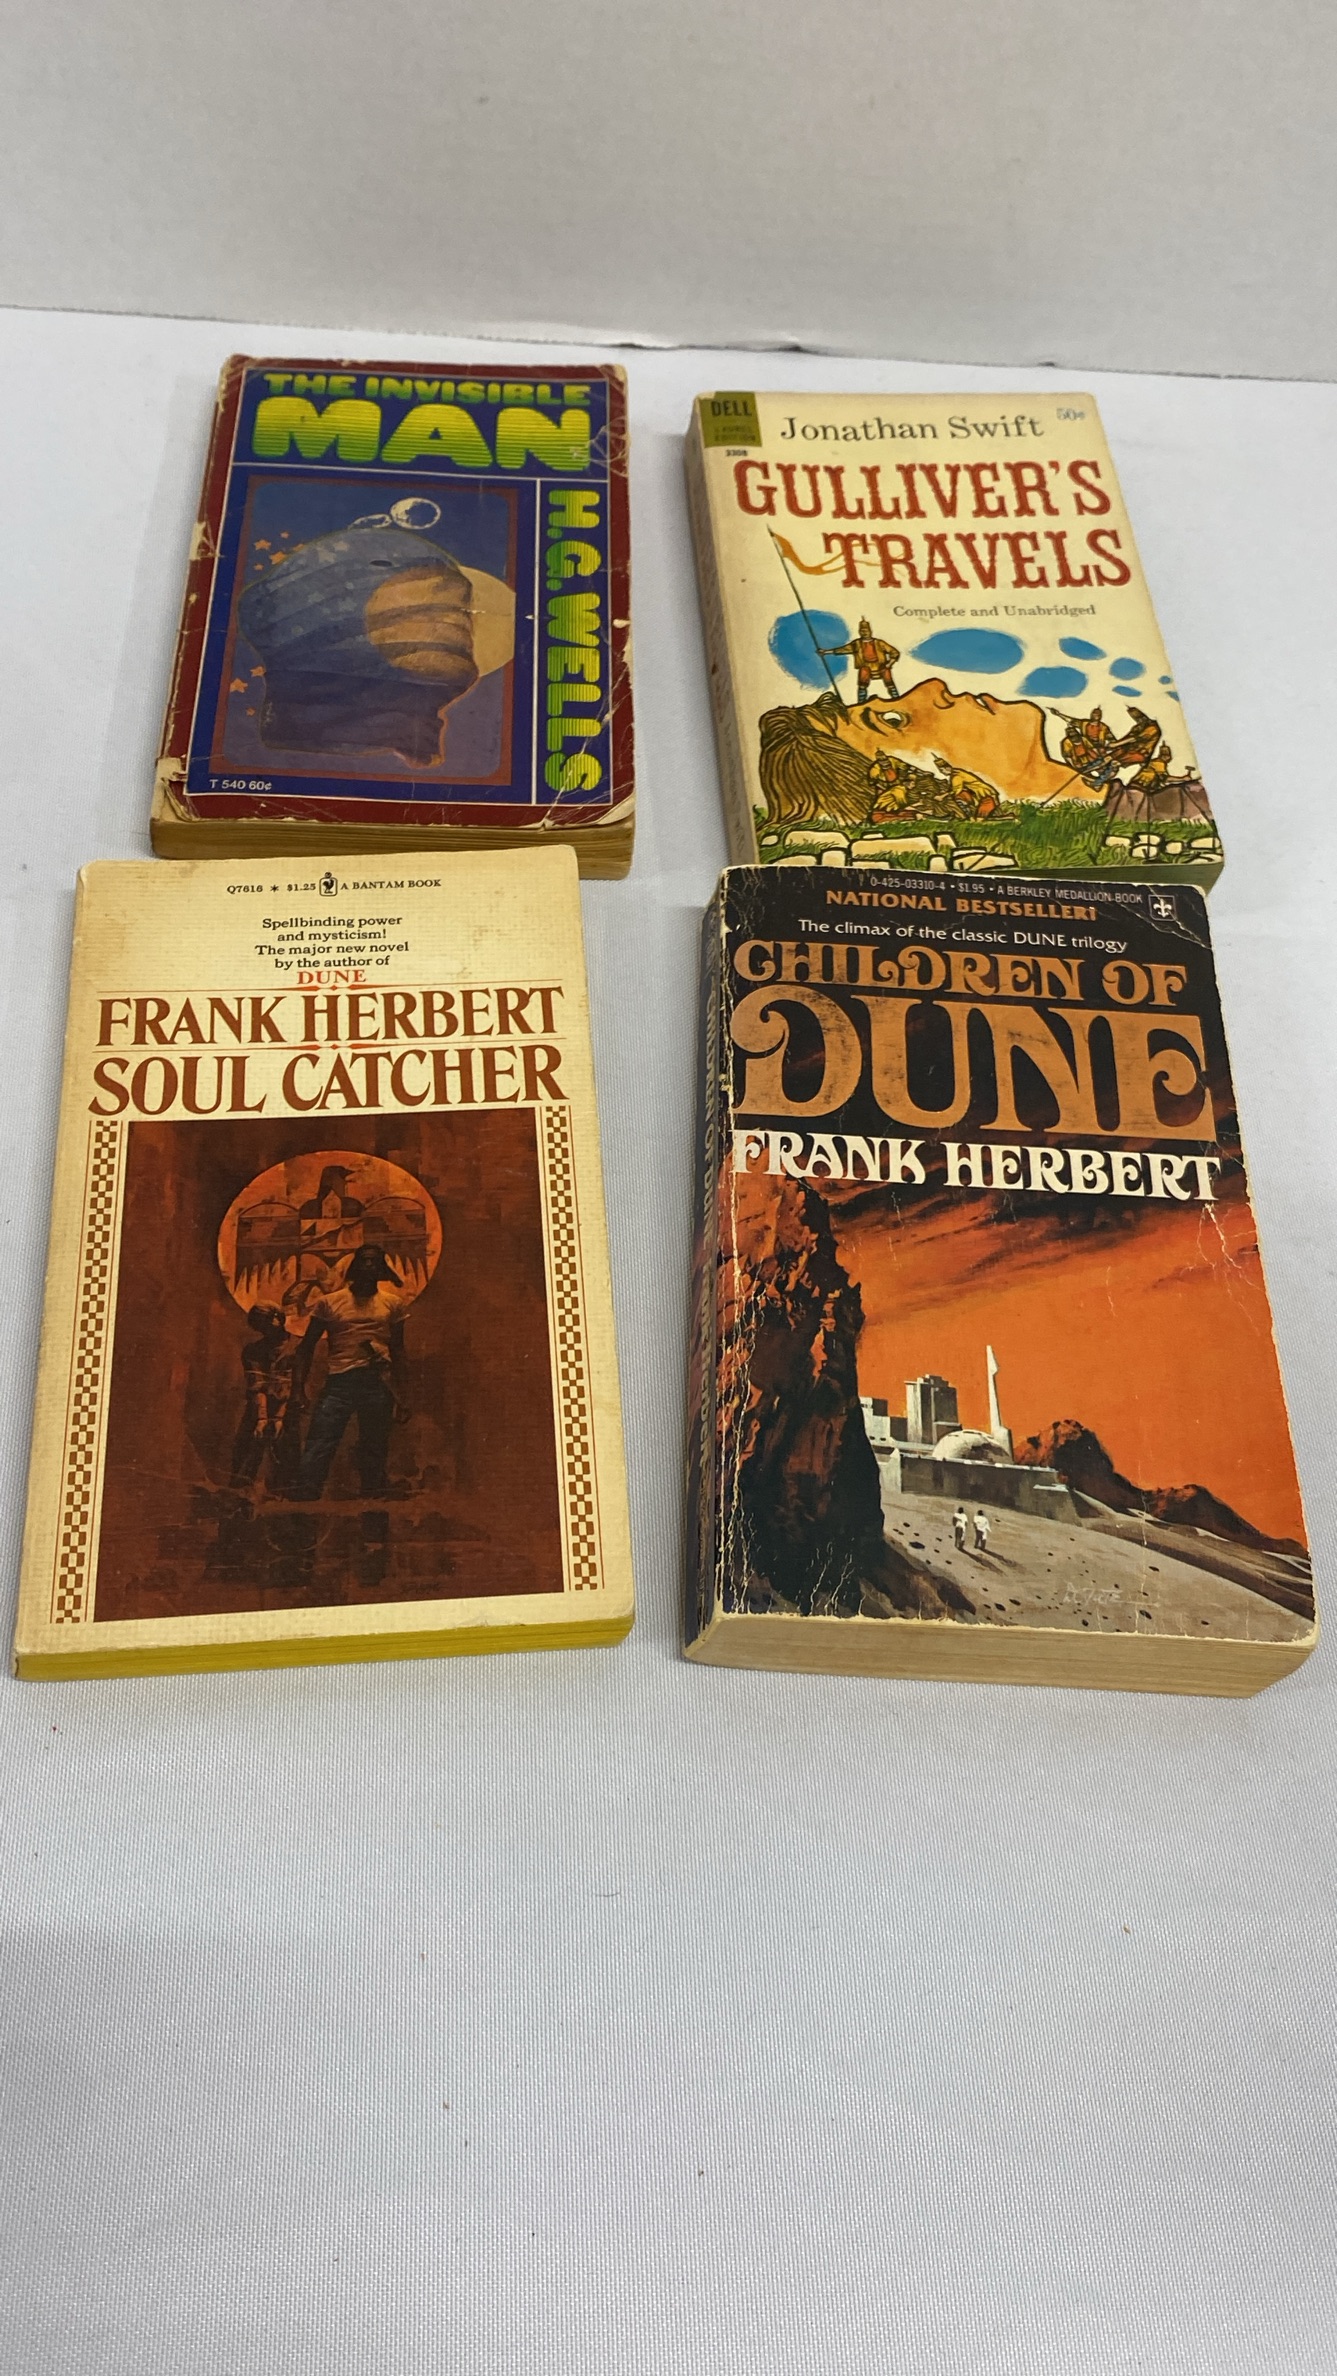 THE INVISIBLE
MAN
H.G. WELLS
T 540 60¢
DELL
LAUREL
EDITION
3308
Jonathan Swift
50¢
GULLIVER'S
TRAVELS
Complete and Unabridged
Q7616 * $1.25 A BANTAM BOOK
Spellbinding power
and mysticism!
The major new novel
by the author of
DUNE
FRANK HERBERT
SOUL CATCHER
0-425-03310-4 • $1.95 • A BERKLEY MEDALLION BOOK
NATIONAL BESTSELLER!
The climax of the classic DUNE trilogy
CHILDREN OF
DUNE
FRANK HERBERT